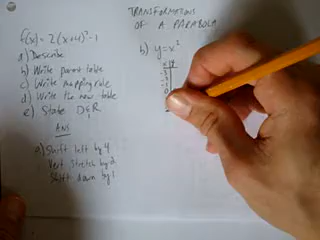 TRANSFORMATIONS
OF A PARABOLA
f(x) = 2(x+4)² - 1
a) Describe
b) Write parent table
c) Write mapping rule
d) Write the new table
e) State D & R
Ans
a) Shift left by 4
Vert Stretch by 2
Shift down by 1
b) y = x²
x y